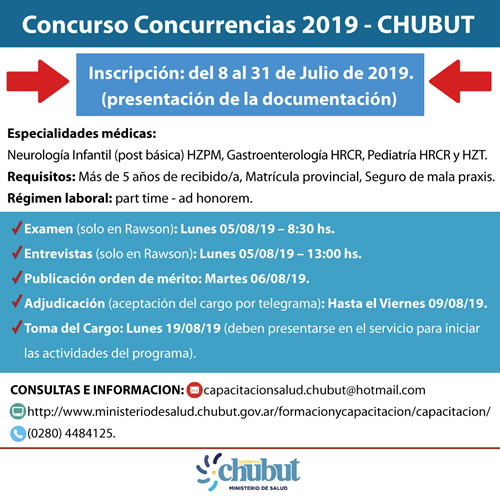 Concurso Concurrencias 2019 - CHUBUT
Inscripción: del 8 al 31 de Julio de 2019.
(presentación de la documentación)
Especialidades médicas:
Neurología Infantil (post básica) HZPM, Gastroenterología HRCR, Pediatría HRCR y HZT.
Requisitos: Más de 5 años de recibido/a, Matrícula provincial, Seguro de mala praxis.
Régimen laboral: part time - ad honorem.
Examen (solo en Rawson): Lunes 05/08/19 – 8:30 hs.
Entrevistas (solo en Rawson): Lunes 05/08/19 – 13:00 hs.
Publicación orden de mérito: Martes 06/08/19.
Adjudicación (aceptación del cargo por telegrama): Hasta el Viernes 09/08/19.
Toma del Cargo: Lunes 19/08/19 (deben presentarse en el servicio para iniciar
las actividades del programa).
CONSULTAS E INFORMACION: capacitacionsalud.chubut@hotmail.com
http://www.ministeriodesalud.chubut.gov.ar/formacionycapacitacion/capacitacion/
(0280) 4484125.
chubut
MINISTERIO DE SALUD